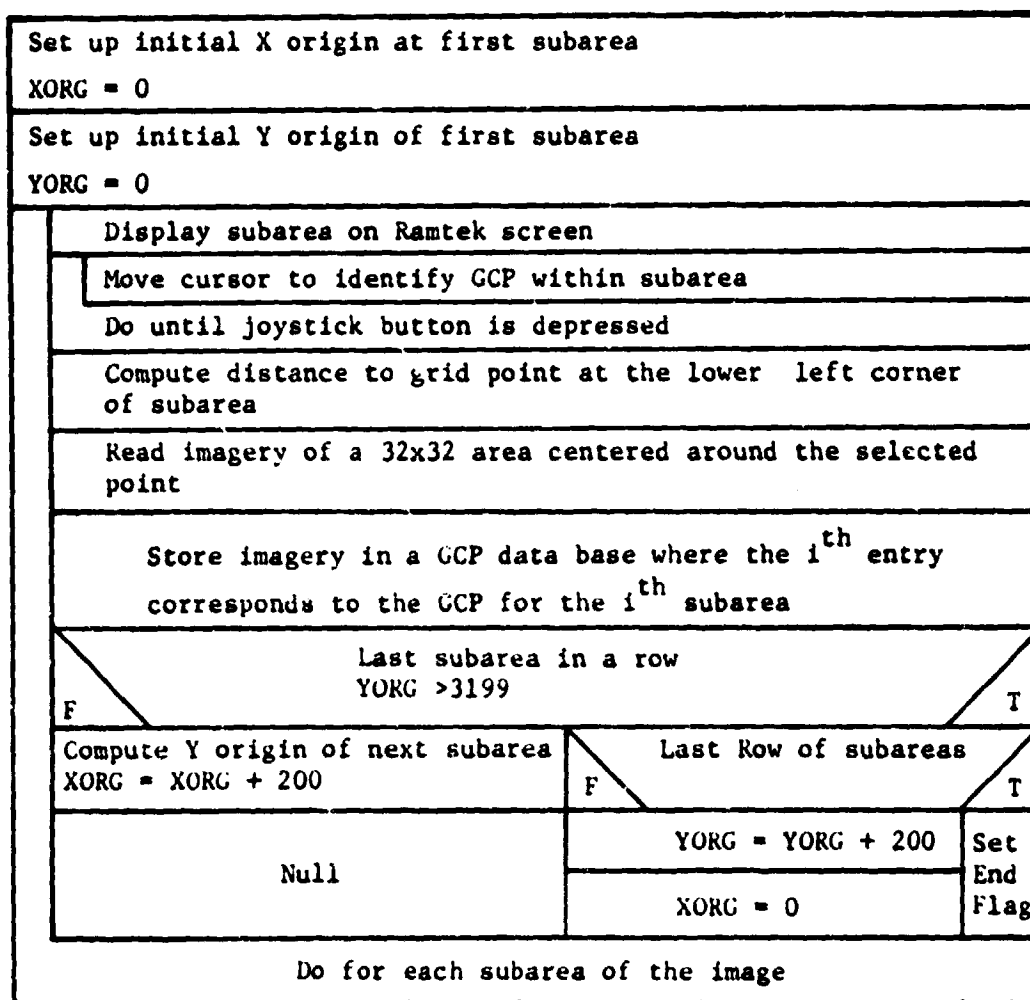 Set up initial X origin at first subarea
XORG = 0
Set up initial Y origin of first subarea
YORG = 0
Display subarea on Ramtek screen
Move cursor to identify GCP within subarea
Do until joystick button is depressed
Compute distance to grid point at the lower left corner
of subarea
Read imagery of a 32x32 area centered around the selected
point
Store imagery in a GCP data base where the i^th entry
corresponds to the GCP for the i^th subarea
Last subarea in a row
YORG >3199
F
T
Compute Y origin of next subarea
XORG = XORG + 200
Last Row of subareas
F
T
Null
YORG = YORG + 200
XORG = 0
Set
End
Flag
Do for each subarea of the image